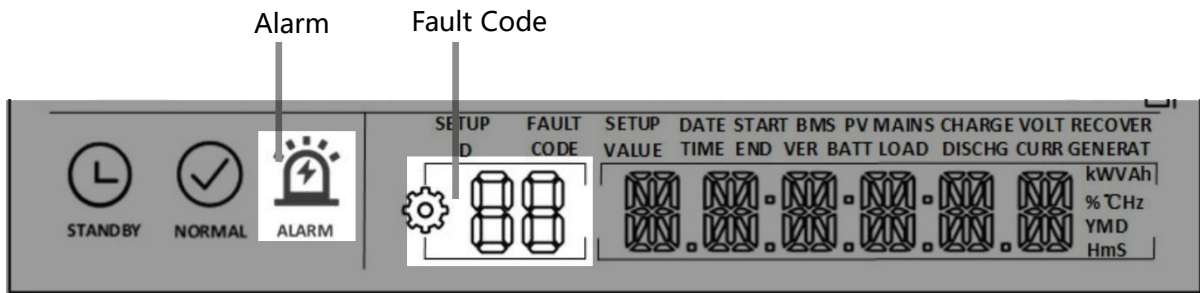 Alarm Fault Code
SETUP FAULT SETUP DATE START BMS PV MAINS CHARGE VOLT RECOVER
D CODE VALUE TIME END VER BATT LOAD DISCHG CURR GENERAT
88
kWVAh
% ℃Hz
YMD
HmS
STANDBY NORMAL ALARM